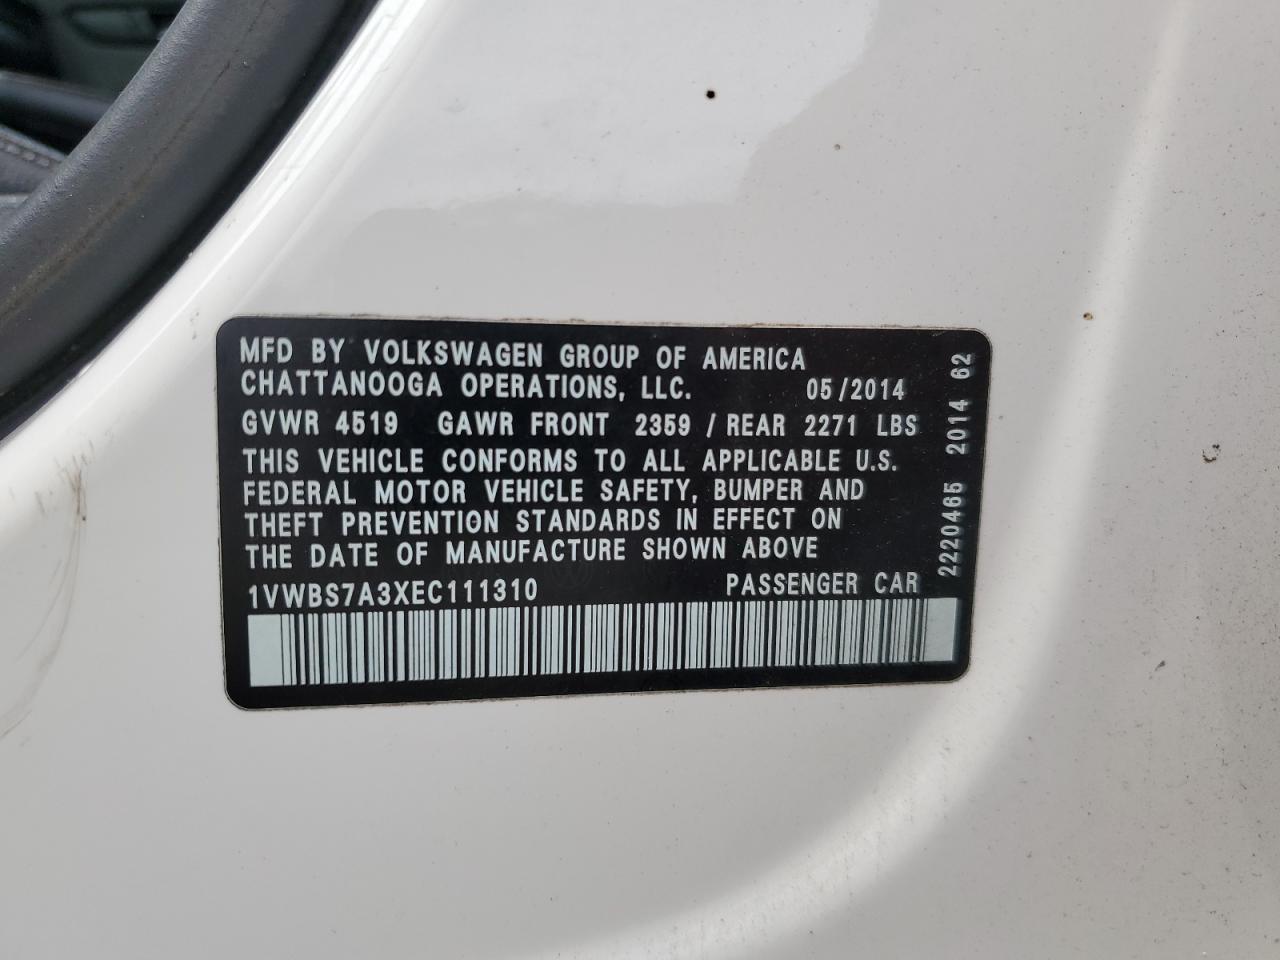 MFD BY VOLKSWAGEN GROUP OF AMERICA
CHATTANOOGA OPERATIONS, LLC. 05/2014
GVWR 4519 GAWR FRONT 2359 / REAR 2271 LBS
THIS VEHICLE CONFORMS TO ALL APPLICABLE U.S.
FEDERAL MOTOR VEHICLE SAFETY, BUMPER AND
THEFT PREVENTION STANDARDS IN EFFECT ON
THE DATE OF MANUFACTURE SHOWN ABOVE
1VWBS7A3XEC111310 PASSENGER CAR
2220465 2014 62